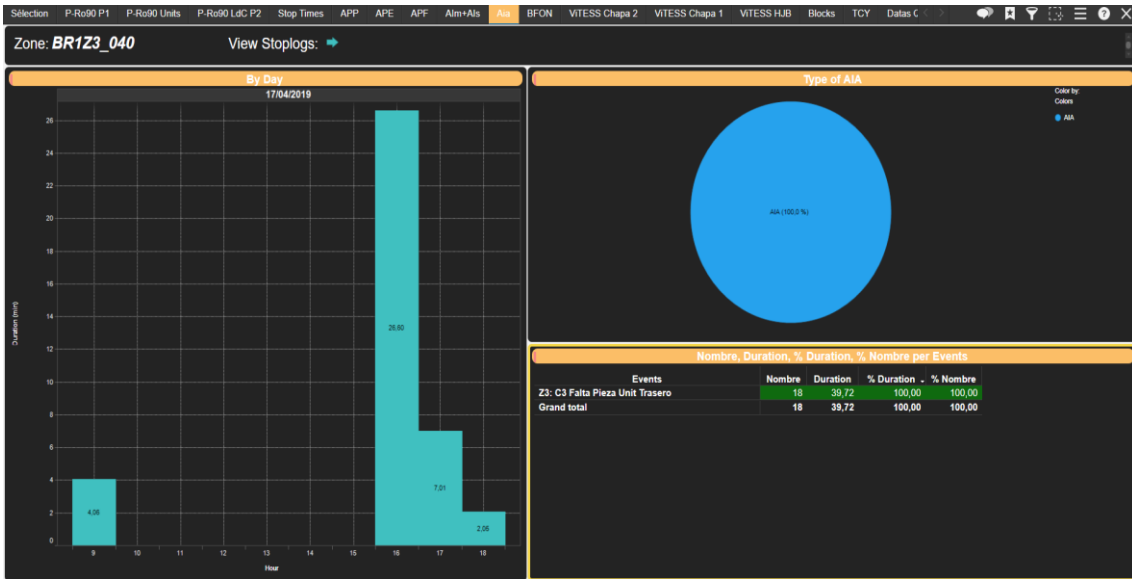 Sélection P-Ro90 P1 P-Ro90 Units P-Ro90 LdC P2 Stop Times APP APE APF Alm+AIs Aia BFON ViTESS Chapa 2 ViTESS Chapa 1 ViTESS HJB Blocks TCY Datas C
Zone: BR1Z3_040 View Stoplogs:
By Day
17/04/2019
26
24
22
20
18
16
14
12
10
8
6
4
2
0
Duration (min)
4,06
26,60
7,01
2,05
9 10 11 12 13 14 15 16 17 18
Hour
Type of AIA
Color by:
Colors
AIA
AIA (100,0 %)
Nombre, Duration, % Duration, % Nombre per Events
Events Nombre Duration % Duration % Nombre
Z3: C3 Falta Pieza Unit Trasero 18 39,72 100,00 100,00
Grand total 18 39,72 100,00 100,00